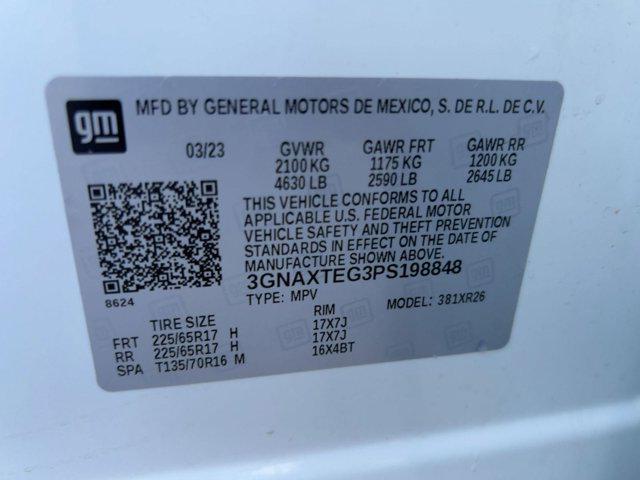 gm
MFD BY GENERAL MOTORS DE MEXICO, S. DE R.L. DE C.V.
03/23 GVWR GAWR FRT GAWR RR
2100 KG 1175 KG 1200 KG
4630 LB 2590 LB 2645 LB
THIS VEHICLE CONFORMS TO ALL
APPLICABLE U.S. FEDERAL MOTOR
VEHICLE SAFETY AND THEFT PREVENTION
STANDARDS IN EFFECT ON THE DATE OF
MANUFACTURE SHOWN ABOVE.
3GNAXTEG3PS198848
8624
TYPE: MPV MODEL: 381XR26
TIRE SIZE RIM
FRT 225/65R17 H 17X7J
RR 225/65R17 H 17X7J
SPA T135/70R16 M 16X4BT